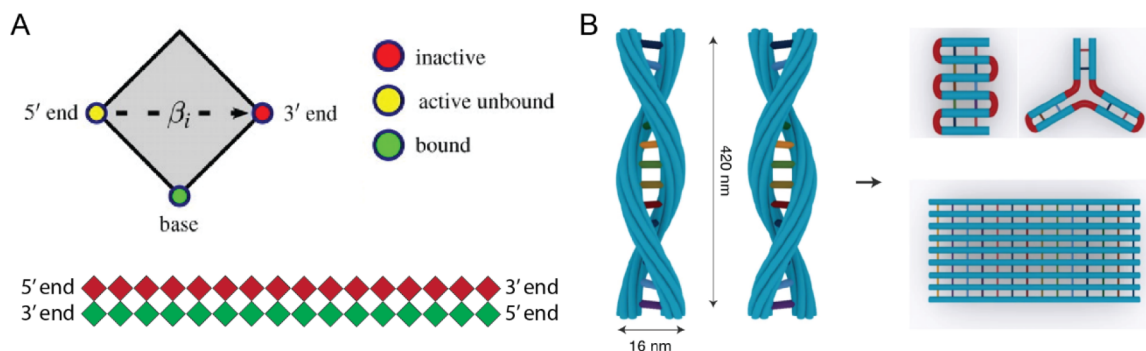 A
5′ end
βi
3′ end
base
inactive
active unbound
bound
5′ end
3′ end
3′ end
5′ end
B
420 nm
16 nm